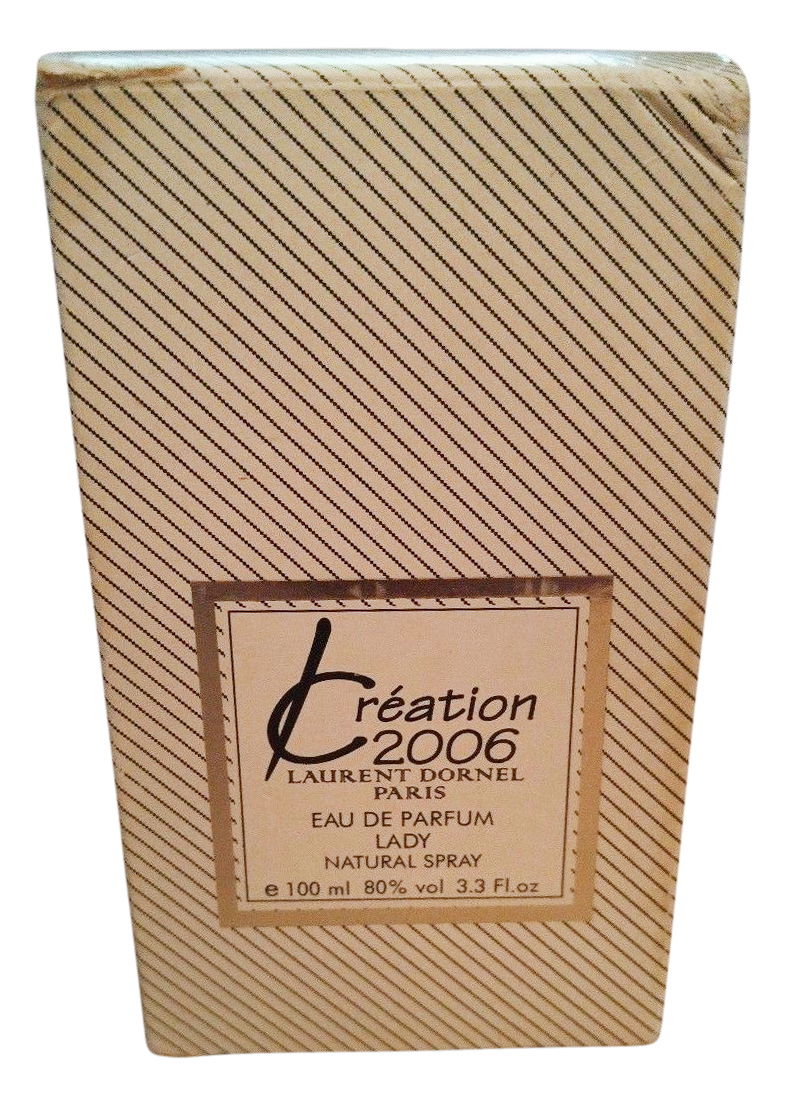 Création
2006
LAURENT DORNEL
PARIS
EAU DE PARFUM
LADY
NATURAL SPRAY
e 100 ml 80% vol 3.3 Fl.oz